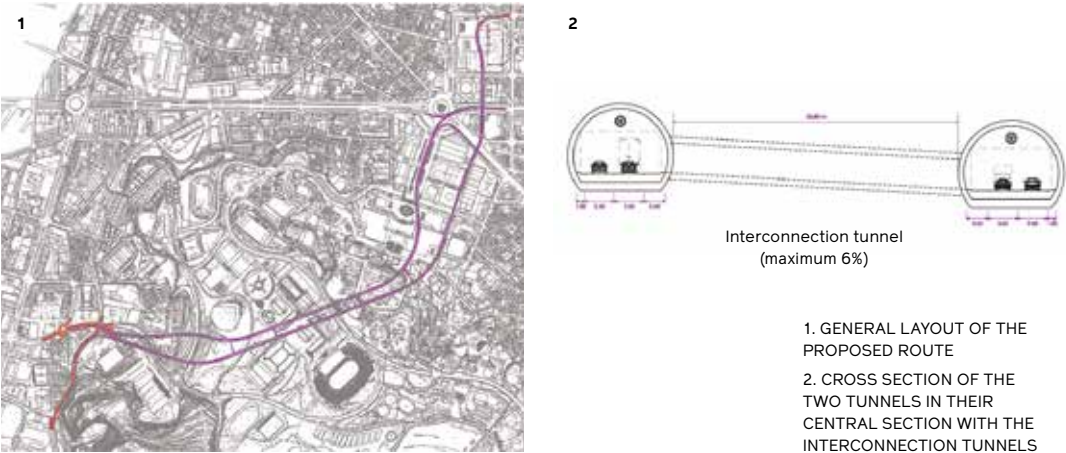 1
2
Interconnection tunnel
(maximum 6%)
1. GENERAL LAYOUT OF THE
PROPOSED ROUTE
2. CROSS SECTION OF THE
TWO TUNNELS IN THEIR
CENTRAL SECTION WITH THE
INTERCONNECTION TUNNELS